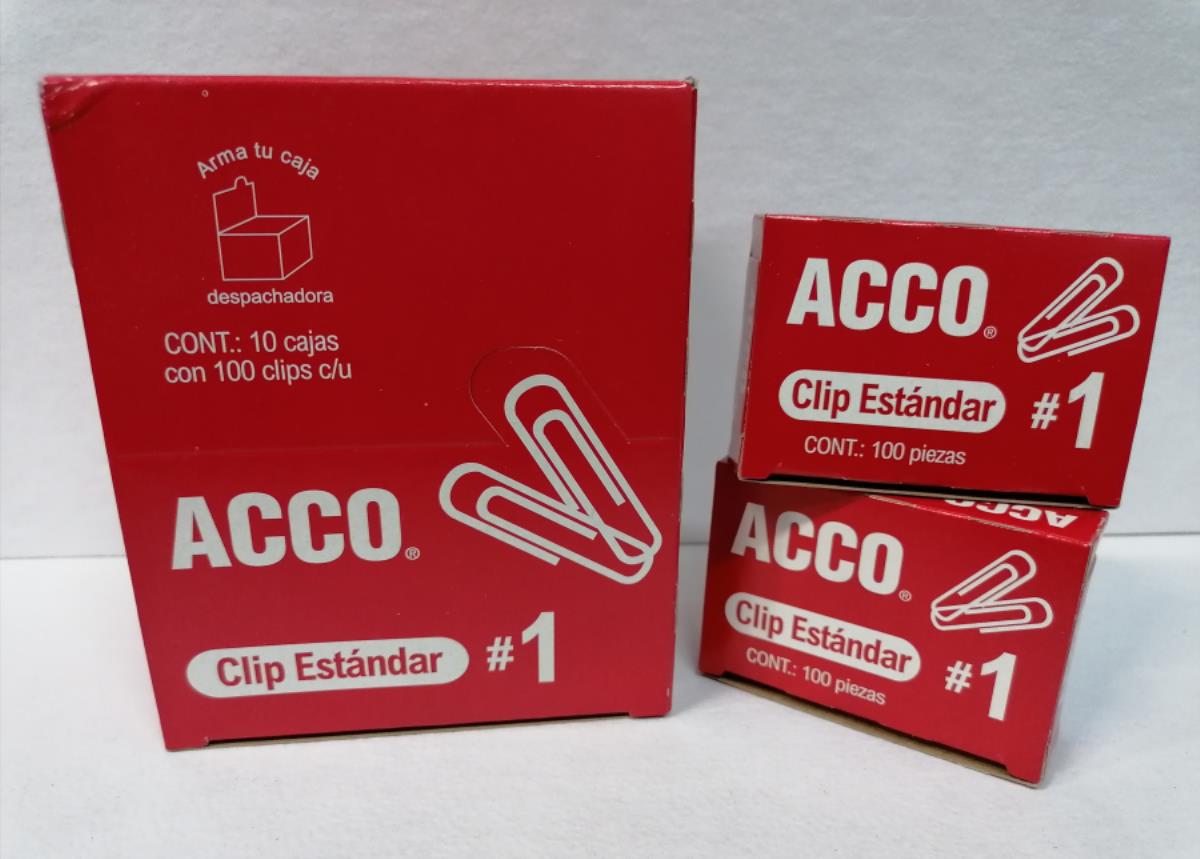 Arma tu caja
despachadora
CONT.: 10 cajas
con 100 clips c/u
ACCO®
Clip Estándar #1
ACCO®
Clip Estándar #1
CONT.: 100 piezas
ACCO
ACCO®
Clip Estándar #1
CONT.: 100 piezas